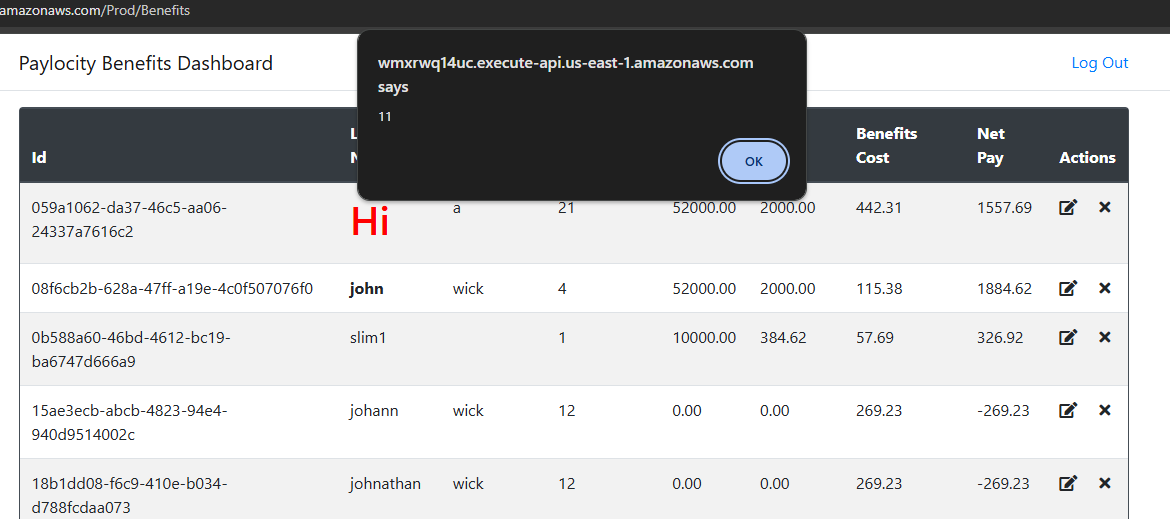 amazonaws.com/Prod/Benefits
Paylocity Benefits Dashboard
Log Out
wmxrwq14uc.execute-api.us-east-1.amazonaws.com
says
11
OK
Id
Benefits
Cost
Net
Pay
Actions
059a1062-da37-46c5-aa06-
24337a7616c2
Hi
a
21
52000.00
2000.00
442.31
1557.69
08f6cb2b-628a-47ff-a19e-4c0f507076f0
john
wick
4
52000.00
2000.00
115.38
1884.62
0b588a60-46bd-4612-bc19-
ba6747d666a9
slim1
1
10000.00
384.62
57.69
326.92
15ae3ecb-abcb-4823-94e4-
940d9514002c
johann
wick
12
0.00
0.00
269.23
-269.23
18b1dd08-f6c9-410e-b034-
d788fcdaa073
johnathan
wick
12
0.00
0.00
269.23
-269.23